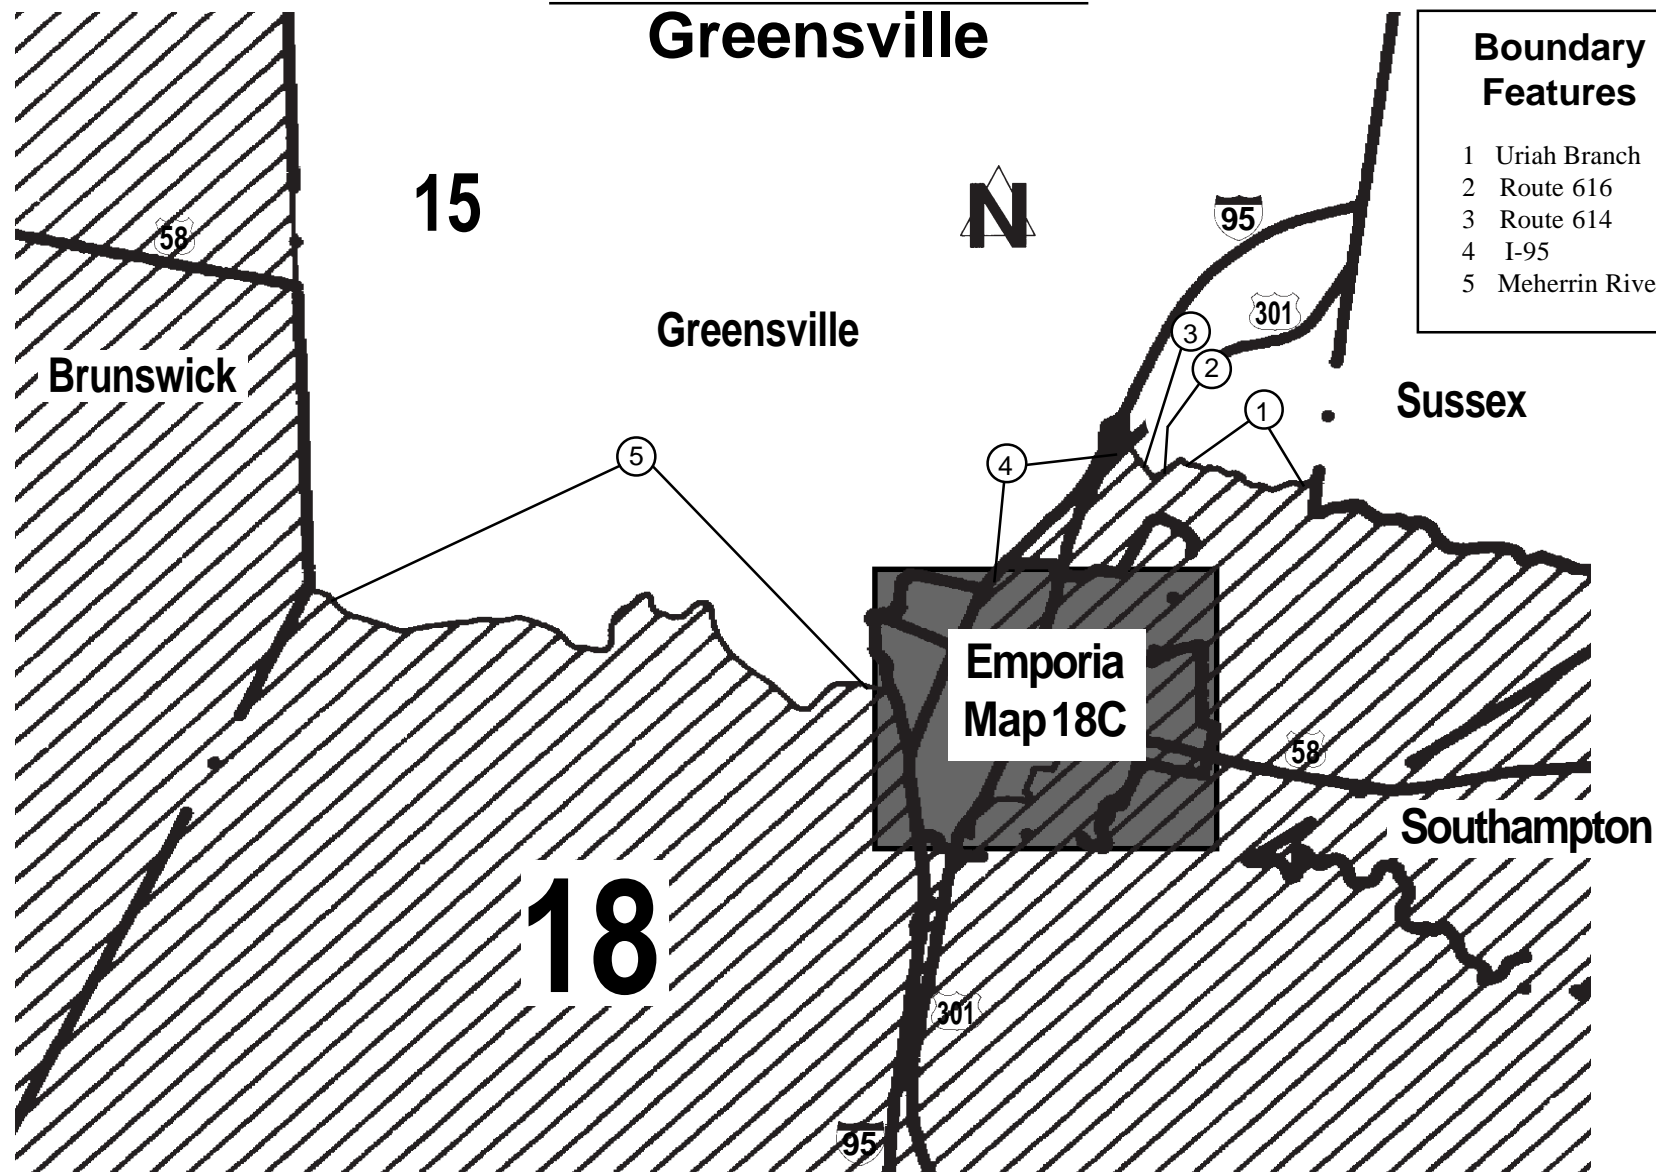 Greensville
Boundary
Features
1 Uriah Branch
2 Route 616
3 Route 614
4 I-95
5 Meherrin Rive
15
N
95
58
301
3
Greensville
2
Brunswick
1
Sussex
5
4
Emporia
Map 18C
58
Southampton
18
301
95